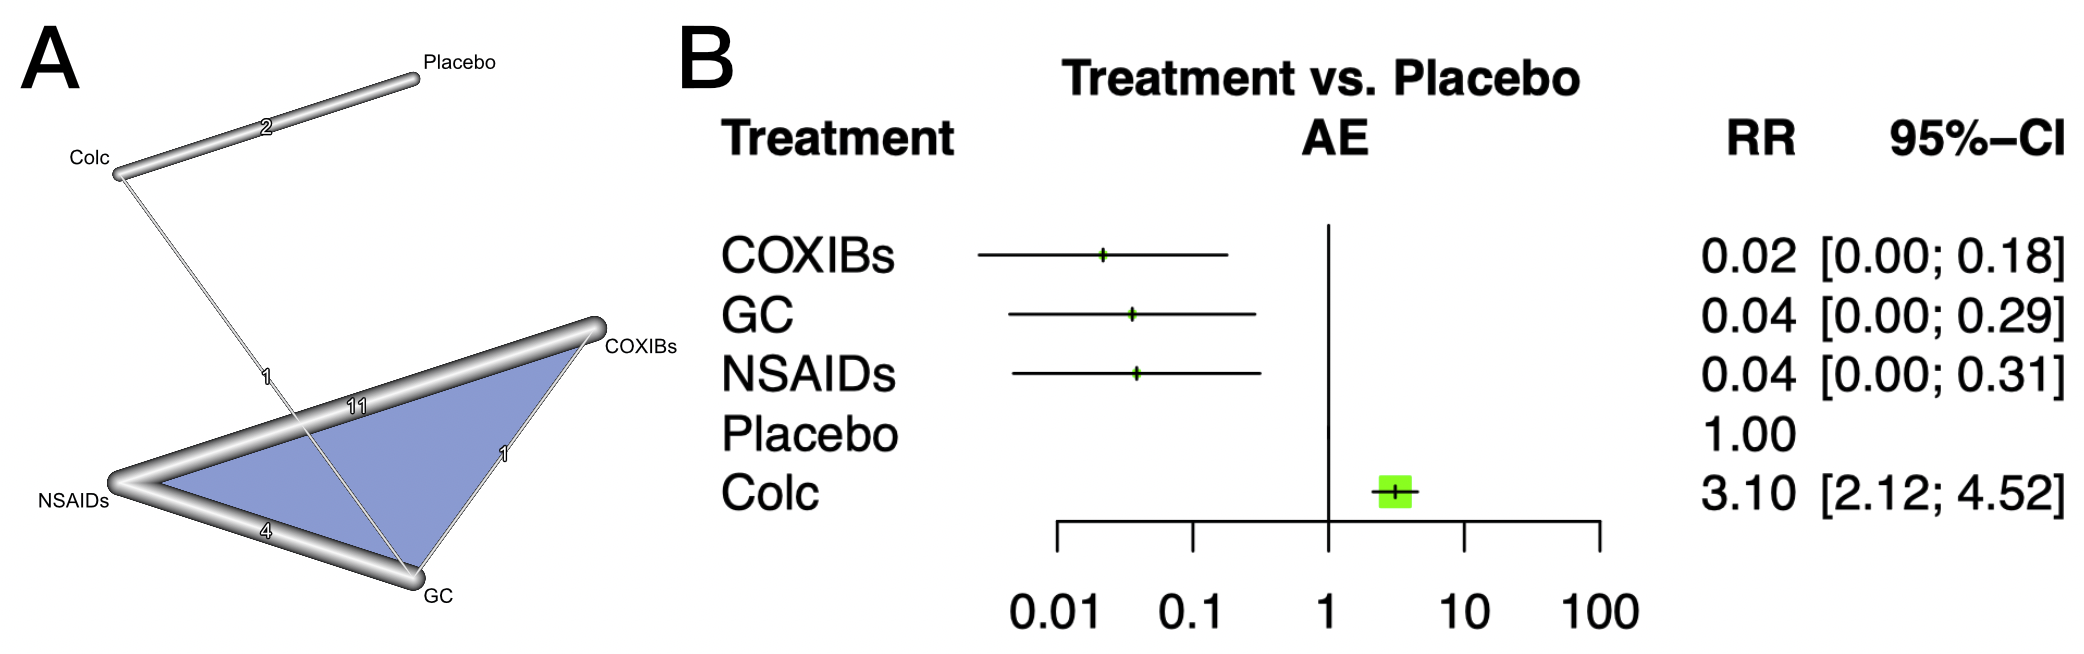 A
Placebo
2
Colc
1
COXIBs
11
1
NSAIDs
4
GC
B
Treatment vs. Placebo
Treatment AE RR 95%−CI
COXIBs 0.02 [0.00; 0.18]
GC 0.04 [0.00; 0.29]
NSAIDs 0.04 [0.00; 0.31]
Placebo 1.00
Colc 3.10 [2.12; 4.52]
0.01 0.1 1 10 100